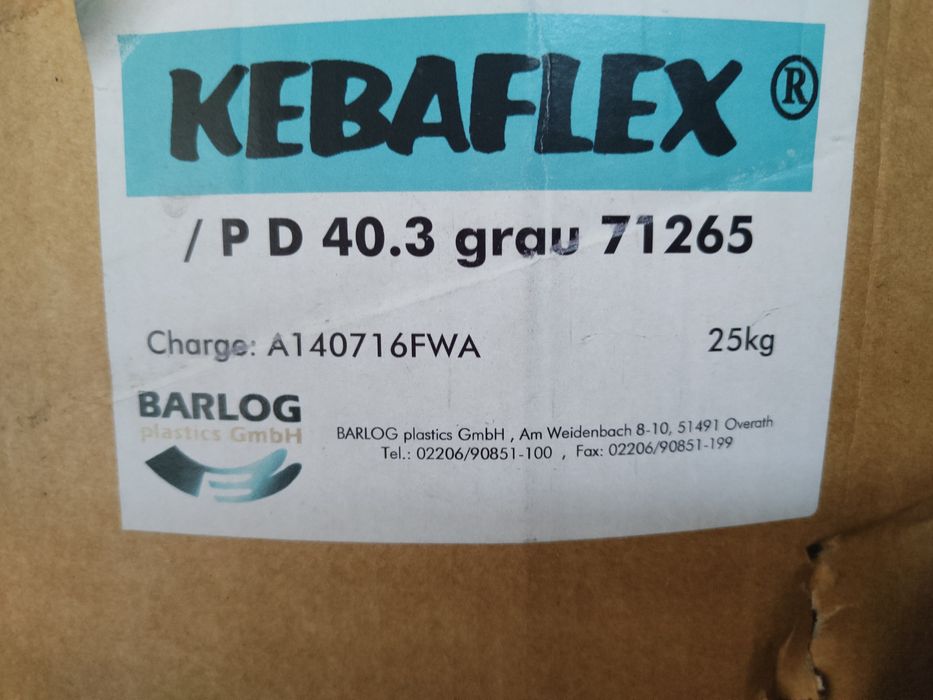 KEBAFLEX ®
/ P D 40.3 grau 71265
Charge: A140716FWA 25kg
BARLOG
plastics GmbH
BARLOG plastics GmbH , Am Weidenbach 8-10, 51491 Overath
Tel.: 02206/90851-100 , Fax: 02206/90851-199